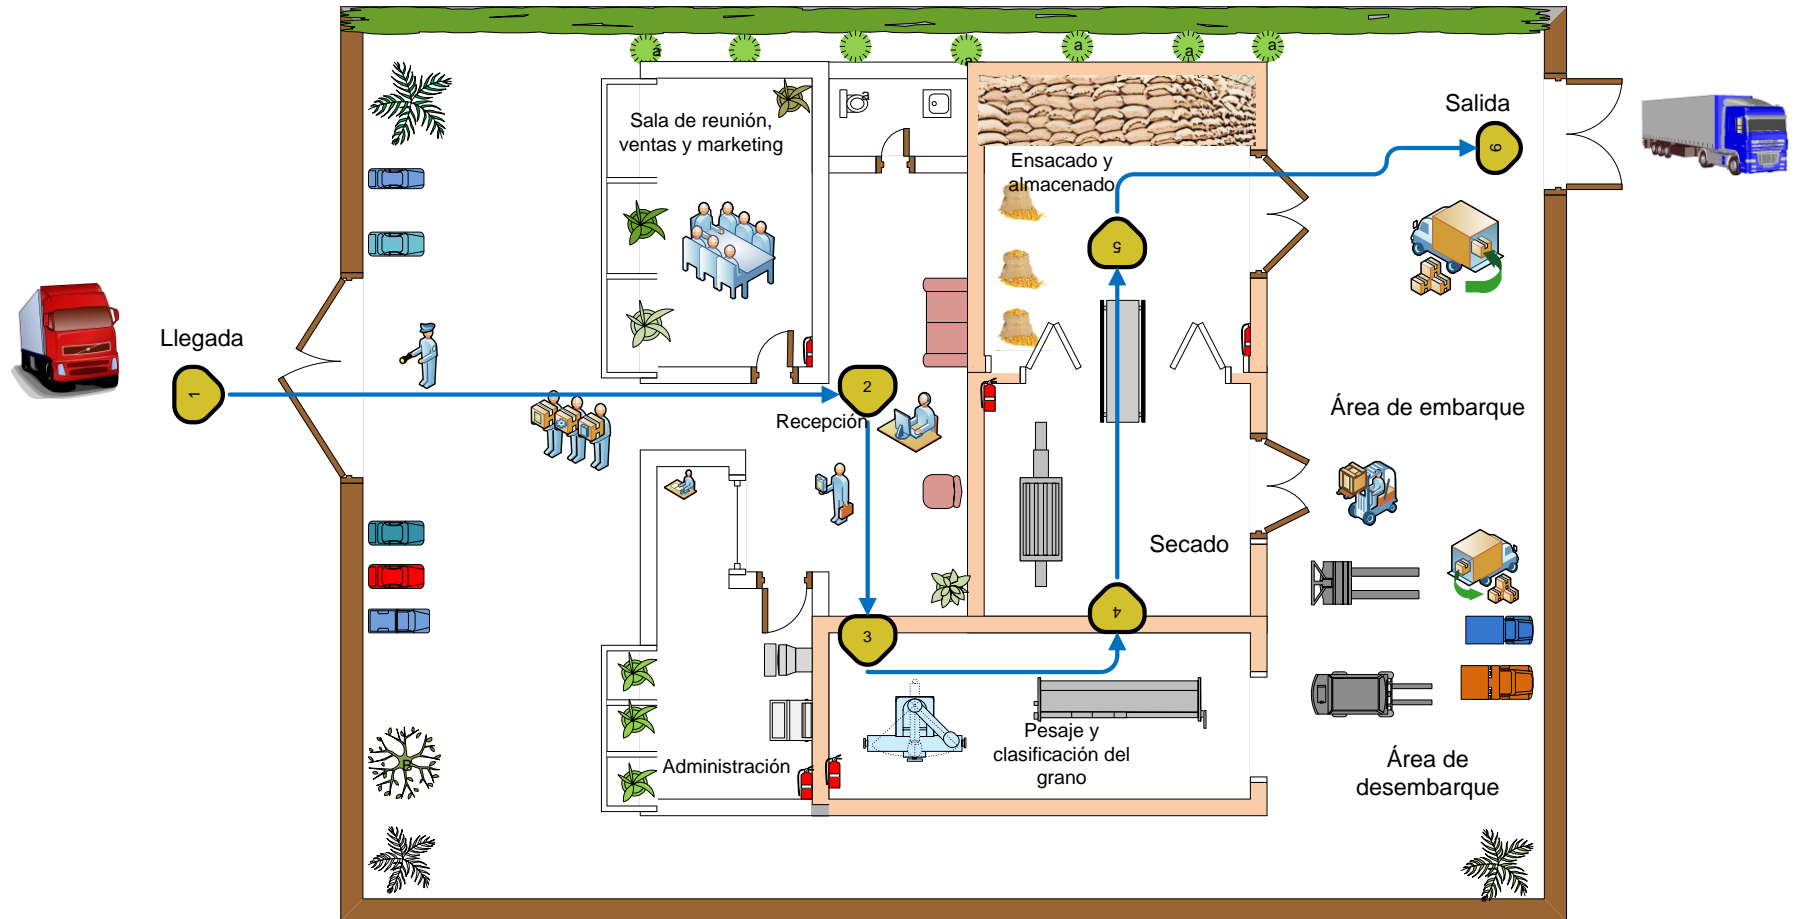 a
a
a
a
a
Salida
6
Sala de reunión,
ventas y marketing
Ensacado y
almacenado
5
Llegada
1
2
Recepción
Área de embarque
Secado
4
3
Pesaje y
clasificación del
grano
Administración
B
Área de
desembarque